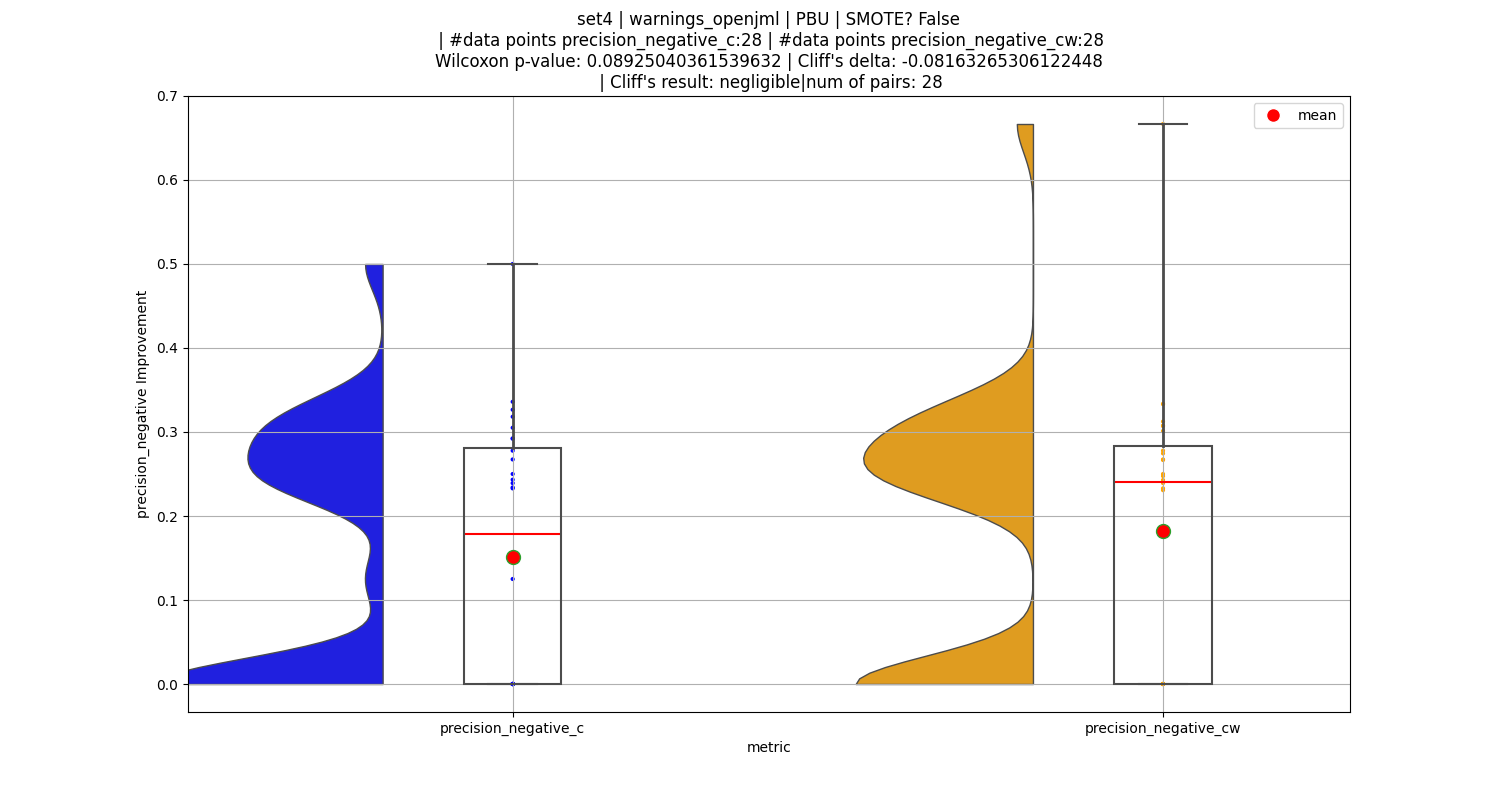 set4 | warnings_openjml | PBU | SMOTE? False
| #data points precision_negative_c:28 | #data points precision_negative_cw:28
Wilcoxon p-value: 0.08925040361539632 | Cliff's delta: -0.08163265306122448
| Cliff's result: negligible|num of pairs: 28
0.7
0.6
0.5
0.4
0.3
0.2
0.1
0.0
precision_negative Improvement
mean
precision_negative_c
precision_negative_cw
metric